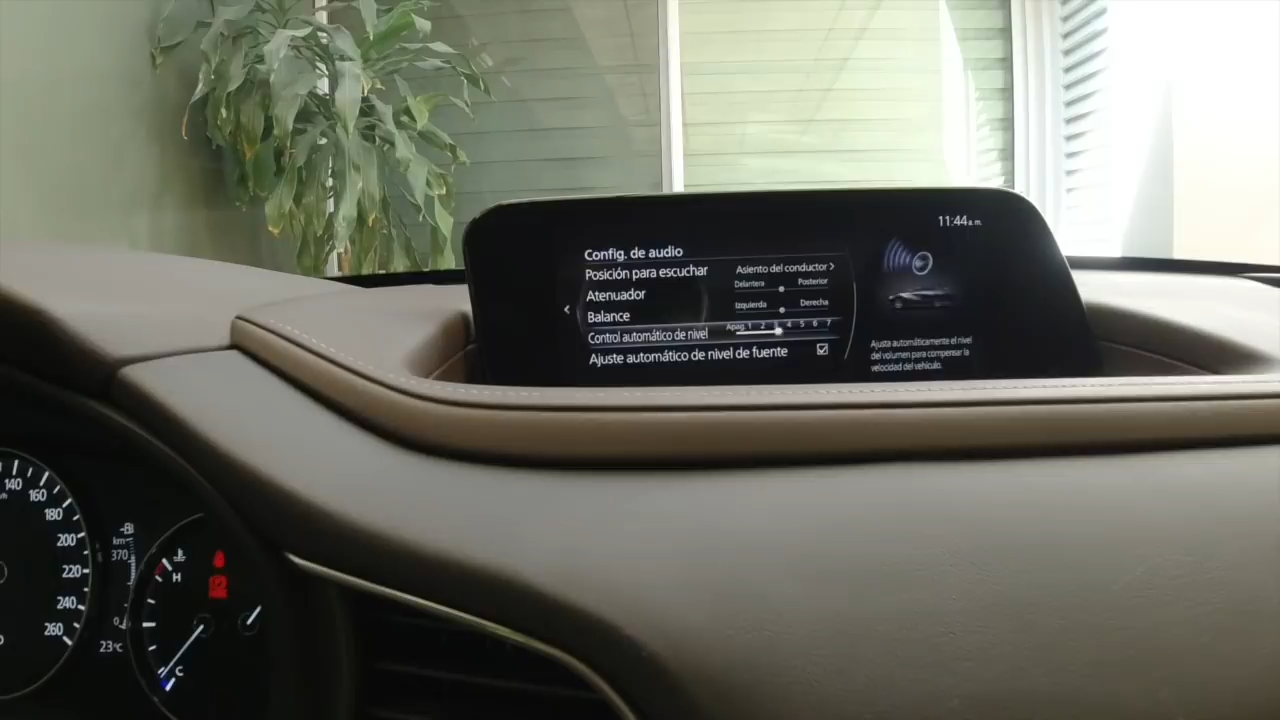 11:44 a.m.
Config. de audio
Posición para escuchar Asiento del conductor
Atenuador Delantera Posterior
Balance Izquierda Derecha
Control automático de nivel Apag. 1 2 4 5 6 7
Ajuste automático de nivel de fuente
Ajusta automáticamente el nivel
del volumen para compensar la
velocidad del vehículo.
140
160
180
200
220
240
260
km
370
0
23°C
H
C